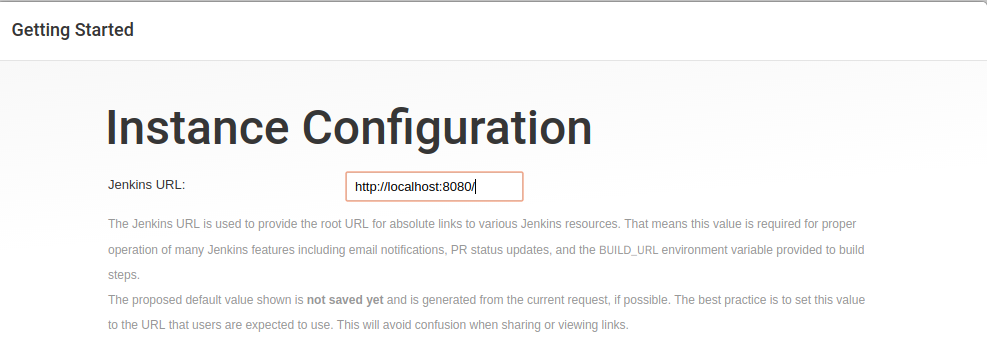 Getting Started
Instance Configuration
Jenkins URL: http://localhost:8080/
The Jenkins URL is used to provide the root URL for absolute links to various Jenkins resources. That means this value is required for proper
operation of many Jenkins features including email notifications, PR status updates, and the BUILD_URL environment variable provided to build
steps.
The proposed default value shown is not saved yet and is generated from the current request, if possible. The best practice is to set this value
to the URL that users are expected to use. This will avoid confusion when sharing or viewing links.